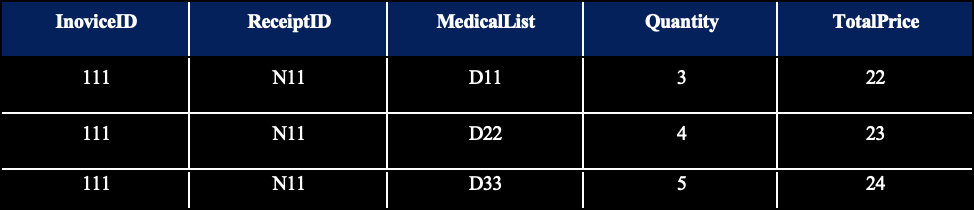 InoviceID ReceiptID MedicalList Quantity TotalPrice
111 N11 D11 3 22
111 N11 D22 4 23
111 N11 D33 5 24